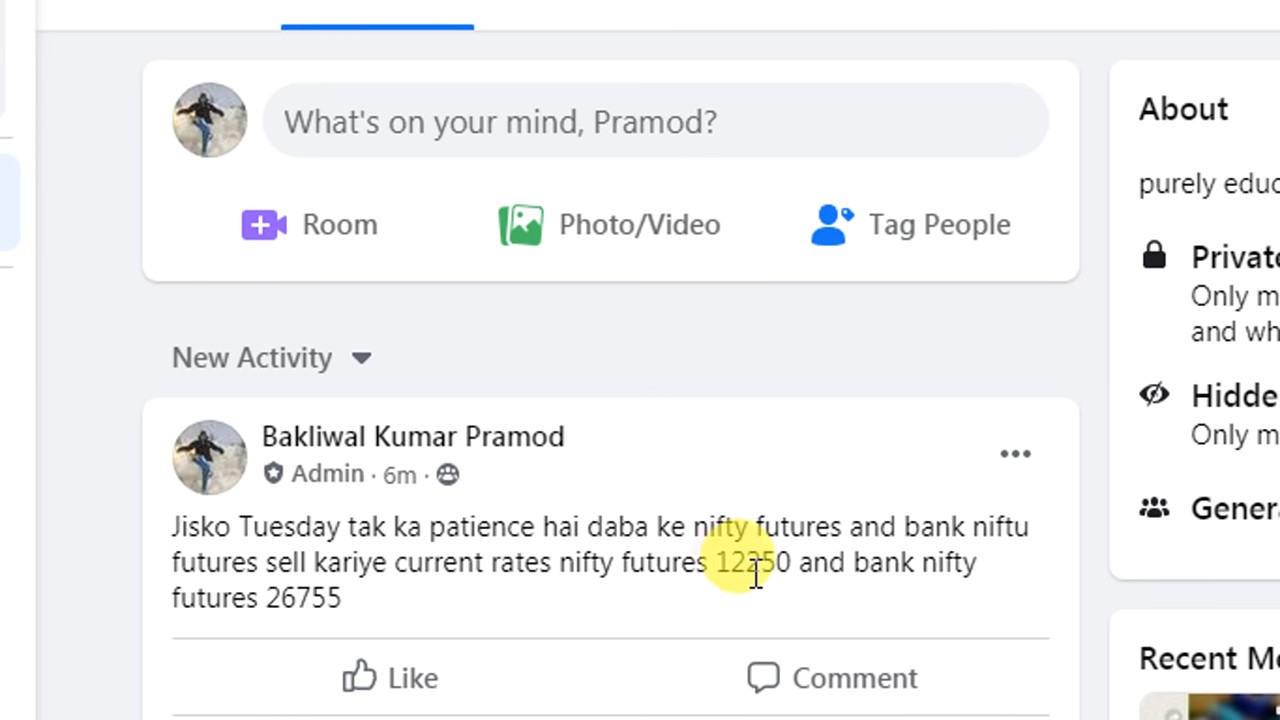 What's on your mind, Pramod?
Room
Photo/Video
Tag People
New Activity
Bakliwal Kumar Pramod
Admin · 6m ·
Jisko Tuesday tak ka patience hai daba ke nifty futures and bank niftu
futures sell kariye current rates nifty futures 12250 and bank nifty
futures 26755
Like
Comment
About
purely educ
Privat
Only m
and wh
Hidde
Only m
Gener
Recent M